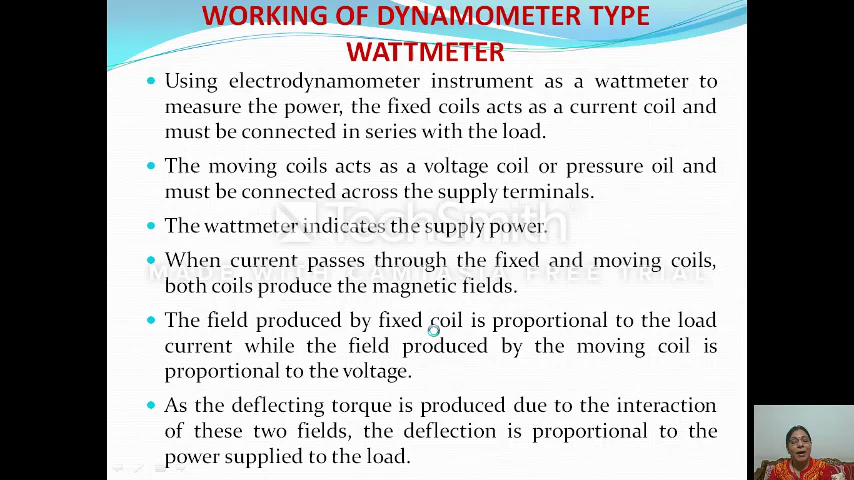 WORKING OF DYNAMOMETER TYPE
WATTMETER
Using electrodynamometer instrument as a wattmeter to
measure the power, the fixed coils acts as a current coil and
must be connected in series with the load.
The moving coils acts as a voltage coil or pressure oil and
must be connected across the supply terminals.
The wattmeter indicates the supply power.
TechSmith
When current passes through the fixed and moving coils,
MADE WITH CAMTASIA FREE TRIAL
both coils produce the magnetic fields.
The field produced by fixed coil is proportional to the load
current while the field produced by the moving coil is
proportional to the voltage.
As the deflecting torque is produced due to the interaction
of these two fields, the deflection is proportional to the
power supplied to the load.